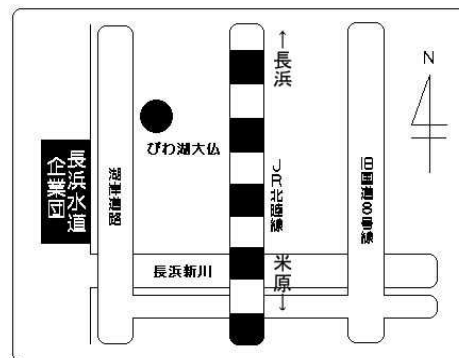 ↑長浜
N
びわ湖大仏
長浜水道
企業団
湖岸道路
JR北陸線
旧国道8号線
長浜新川
米原↓